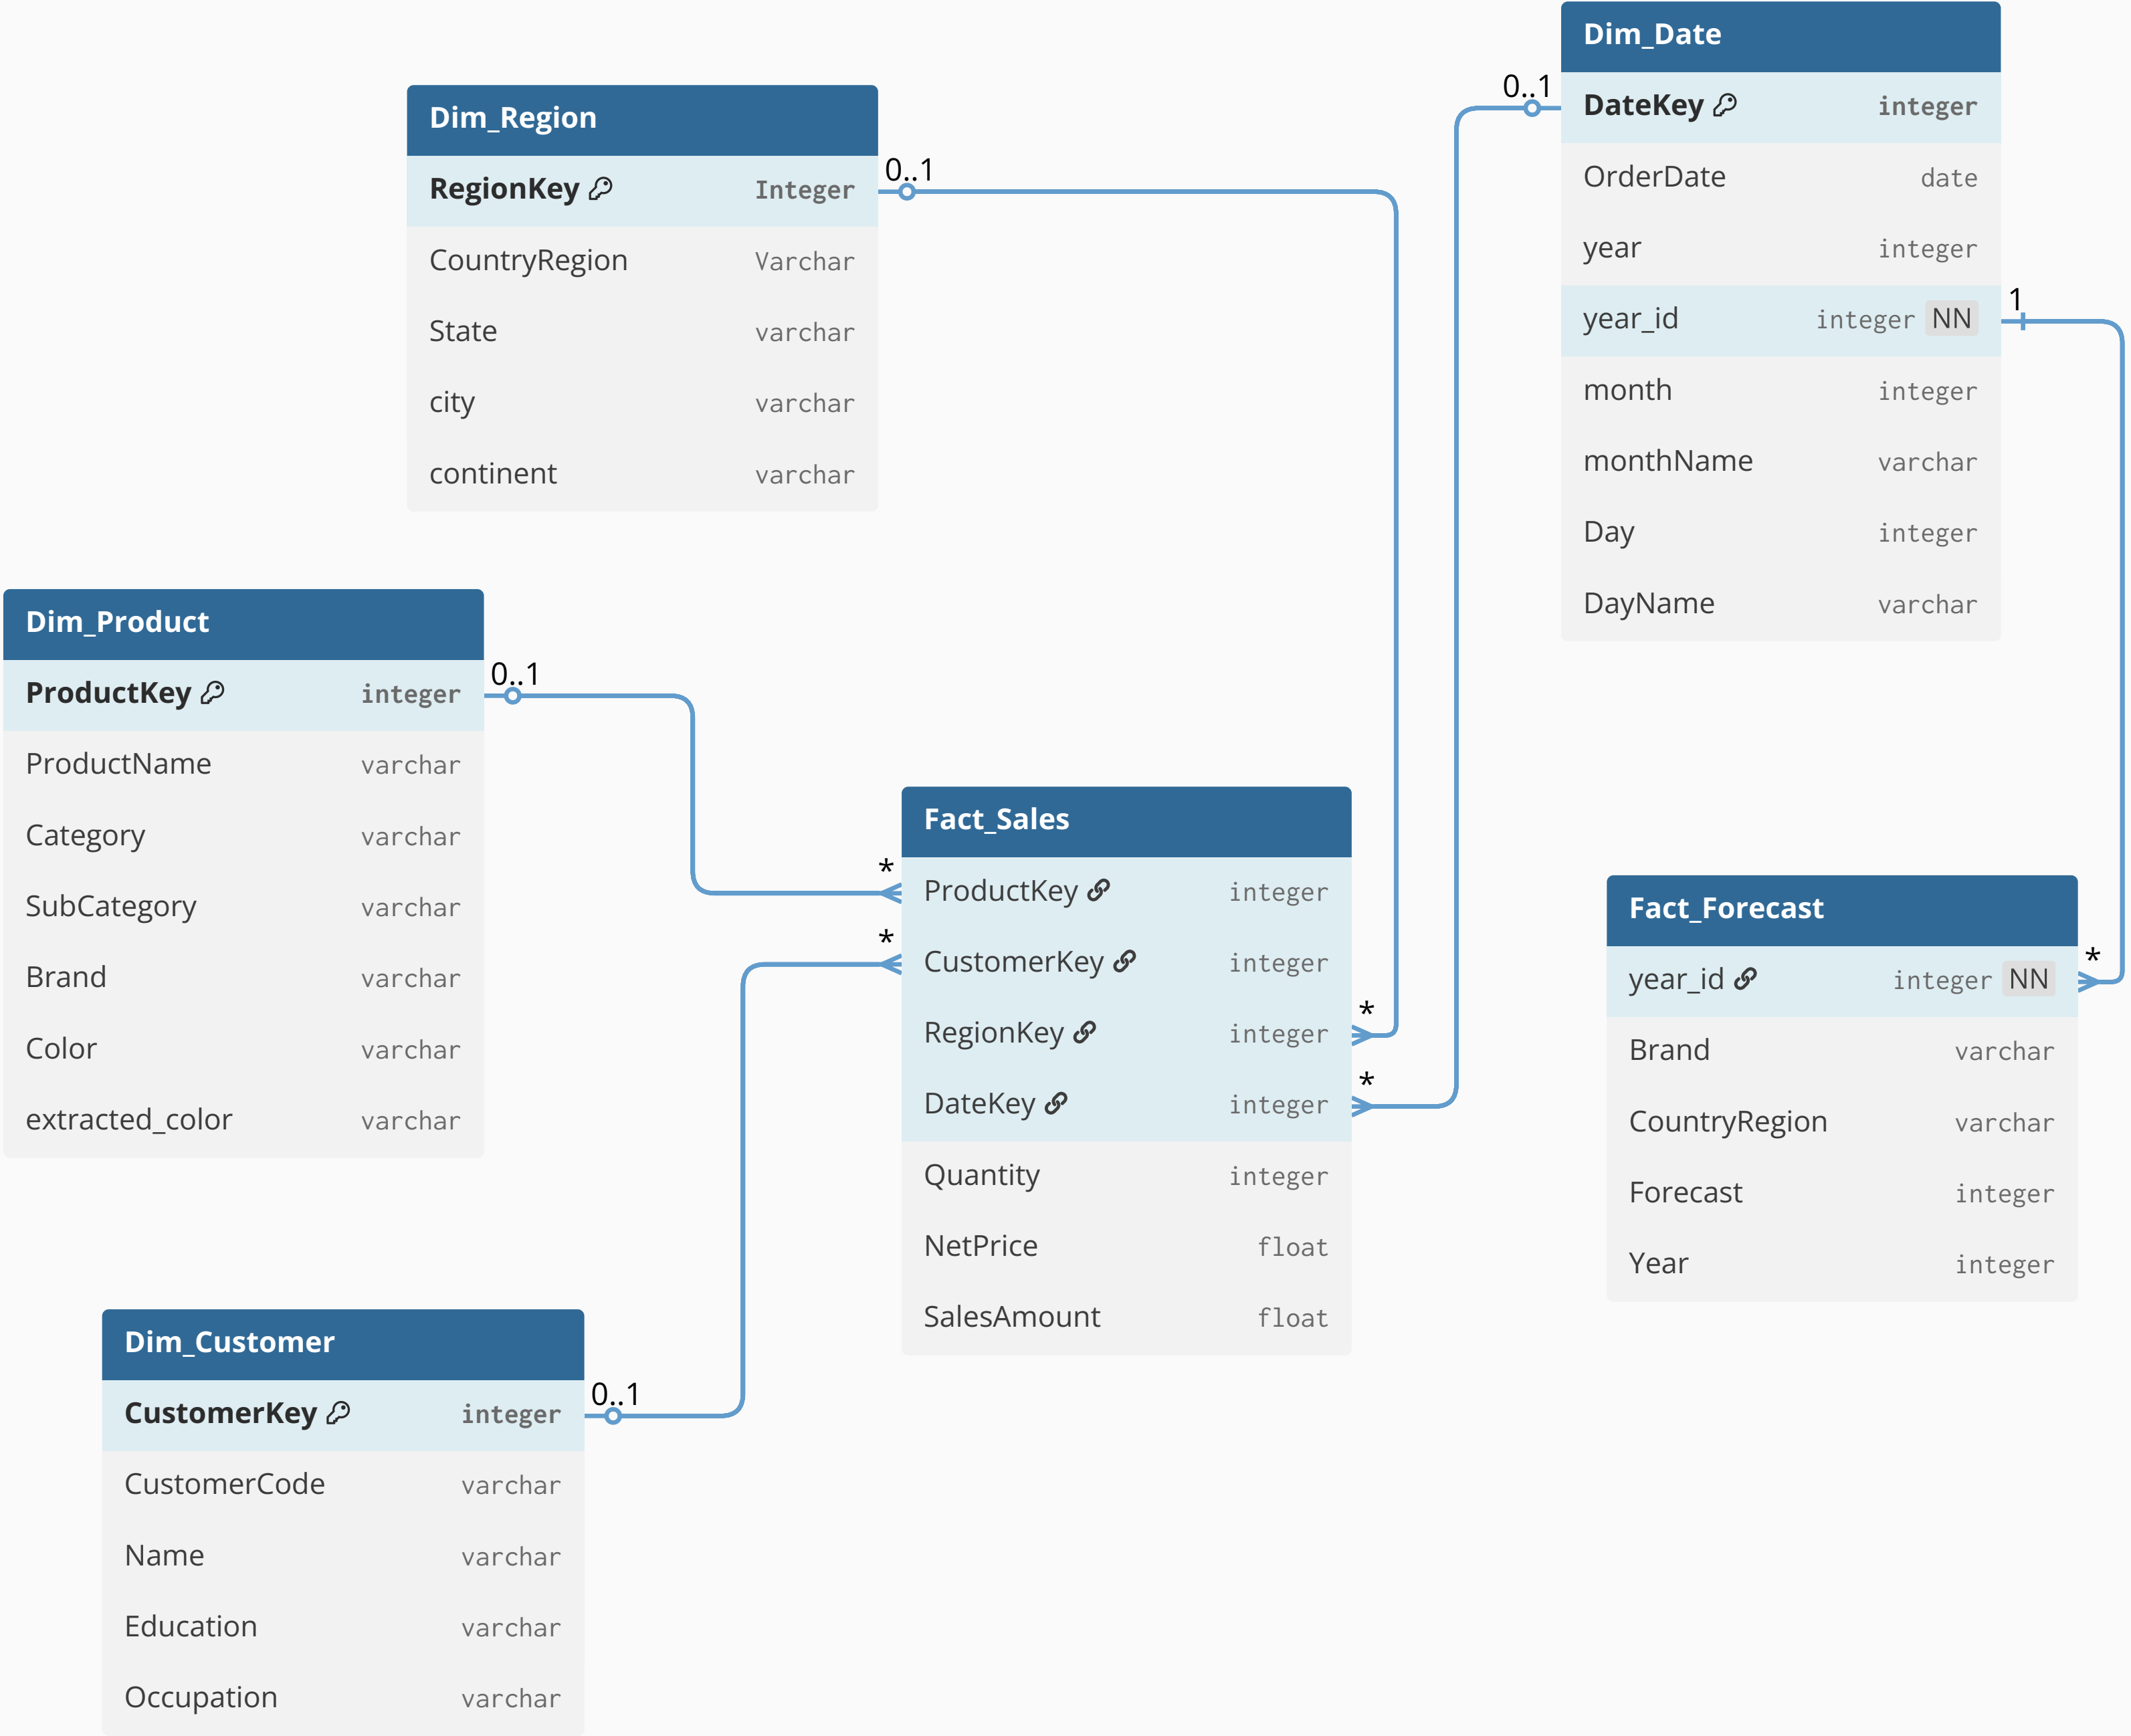 Dim_Region
RegionKey Integer
CountryRegion Varchar
State varchar
city varchar
continent varchar
0..1
Dim_Date
DateKey integer
OrderDate date
year integer
year_id integer NN
month integer
monthName varchar
Day integer
DayName varchar
0..1
1
Dim_Product
ProductKey integer
ProductName varchar
Category varchar
SubCategory varchar
Brand varchar
Color varchar
extracted_color varchar
0..1
Fact_Sales
ProductKey integer
CustomerKey integer
RegionKey integer
DateKey integer
Quantity integer
NetPrice float
SalesAmount float
*
*
*
*
Fact_Forecast
year_id integer NN
Brand varchar
CountryRegion varchar
Forecast integer
Year integer
*
Dim_Customer
CustomerKey integer
CustomerCode varchar
Name varchar
Education varchar
Occupation varchar
0..1